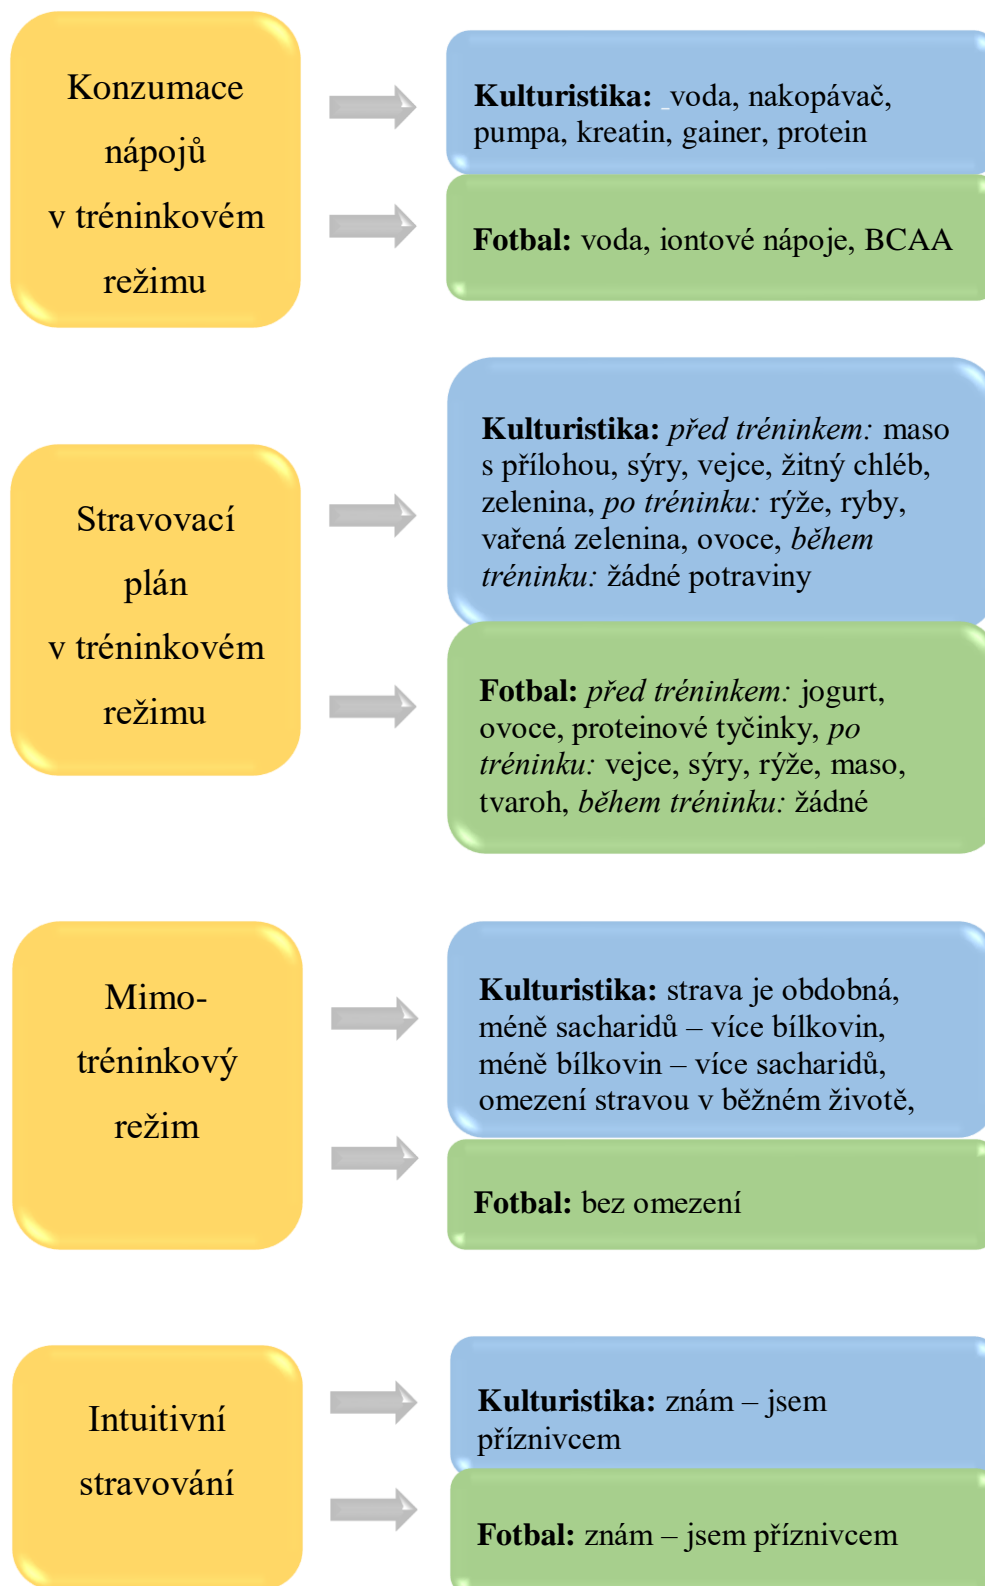 Konzumace
nápojů
v tréninkovém
režimu
Kulturistika: voda, nakopávač,
pumpa, kreatin, gainer, protein
Fotbal: voda, iontové nápoje, BCAA
Stravovací
plán
v tréninkovém
režimu
Kulturistika: před tréninkem: maso
s přílohou, sýry, vejce, žitný chléb,
zelenina, po tréninku: rýže, ryby,
vařená zelenina, ovoce, během
tréninku: žádné potraviny
Fotbal: před tréninkem: jogurt,
ovoce, proteinové tyčinky, po
tréninku: vejce, sýry, rýže, maso,
tvaroh, během tréninku: žádné
Mimo-
tréninkový
režim
Kulturistika: strava je obdobná,
méně sacharidů – více bílkovin,
méně bílkovin – více sacharidů,
omezení stravou v běžném životě,
Fotbal: bez omezení
Intuitivní
stravování
Kulturistika: znám – jsem
příznivcem
Fotbal: znám – jsem příznivcem